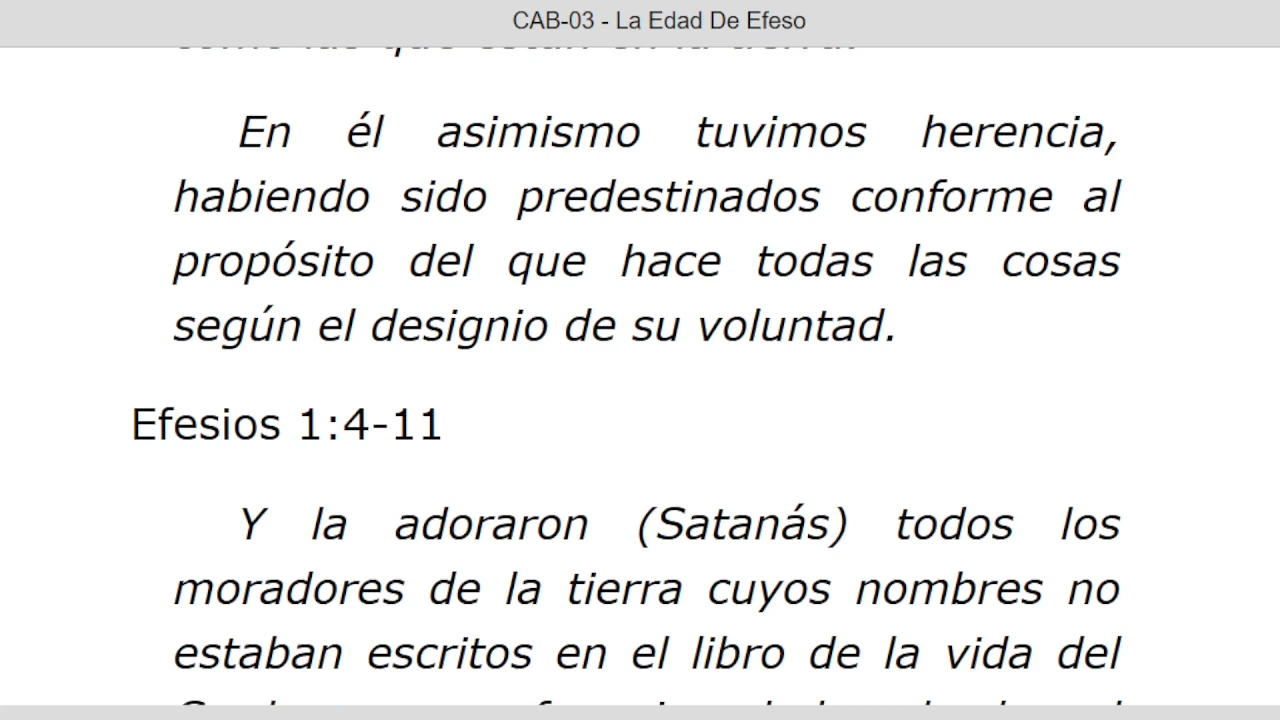 CAB-03 - La Edad De Efeso
En él asimismo tuvimos herencia,
habiendo sido predestinados conforme al
propósito del que hace todas las cosas
según el designio de su voluntad.
Efesios 1:4-11
Y la adoraron (Satanás) todos los
moradores de la tierra cuyos nombres no
estaban escritos en el libro de la vida del